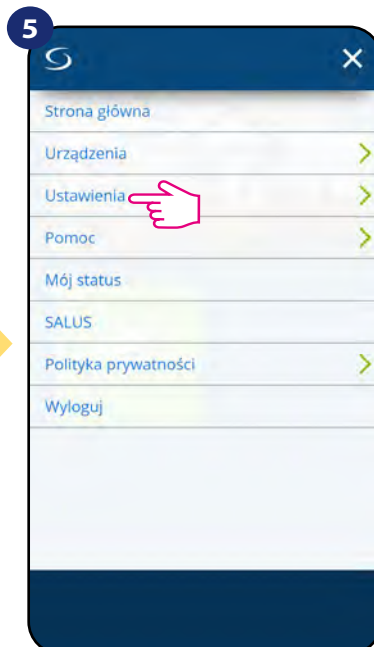 5
Strona główna
Urządzenia
Ustawienia
Pomoc
Mój status
SALUS
Polityka prywatności
Wyloguj